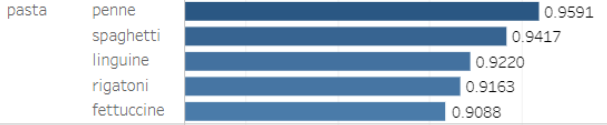 pasta penne 0.9591
spaghetti 0.9417
linguine 0.9220
rigatoni 0.9163
fettuccine 0.9088